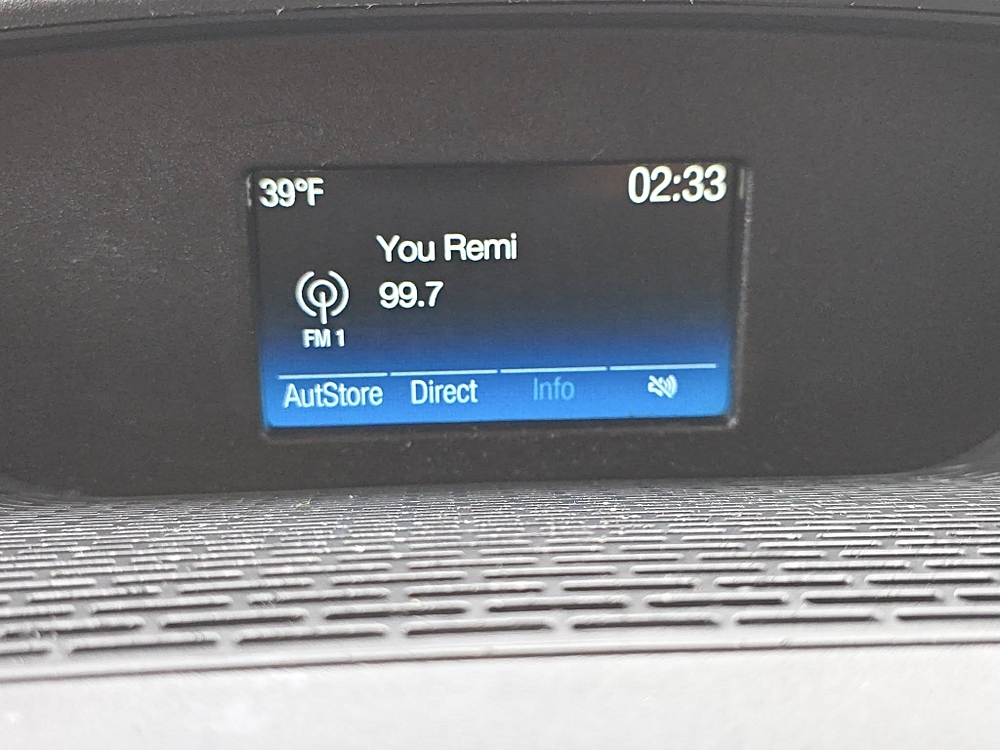 39°F 02:33
You Remi
99.7
FM 1
AutStore Direct Info